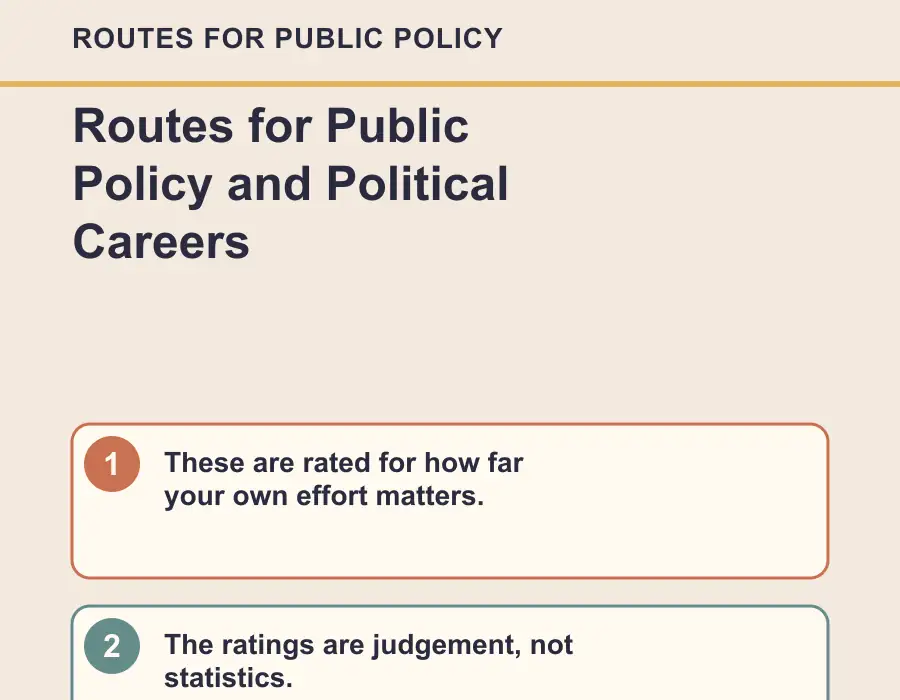 ROUTES FOR PUBLIC POLICY
Routes for Public
Policy and Political
Careers
1
These are rated for how far
your own effort matters.
2
The ratings are judgement, not
statistics.